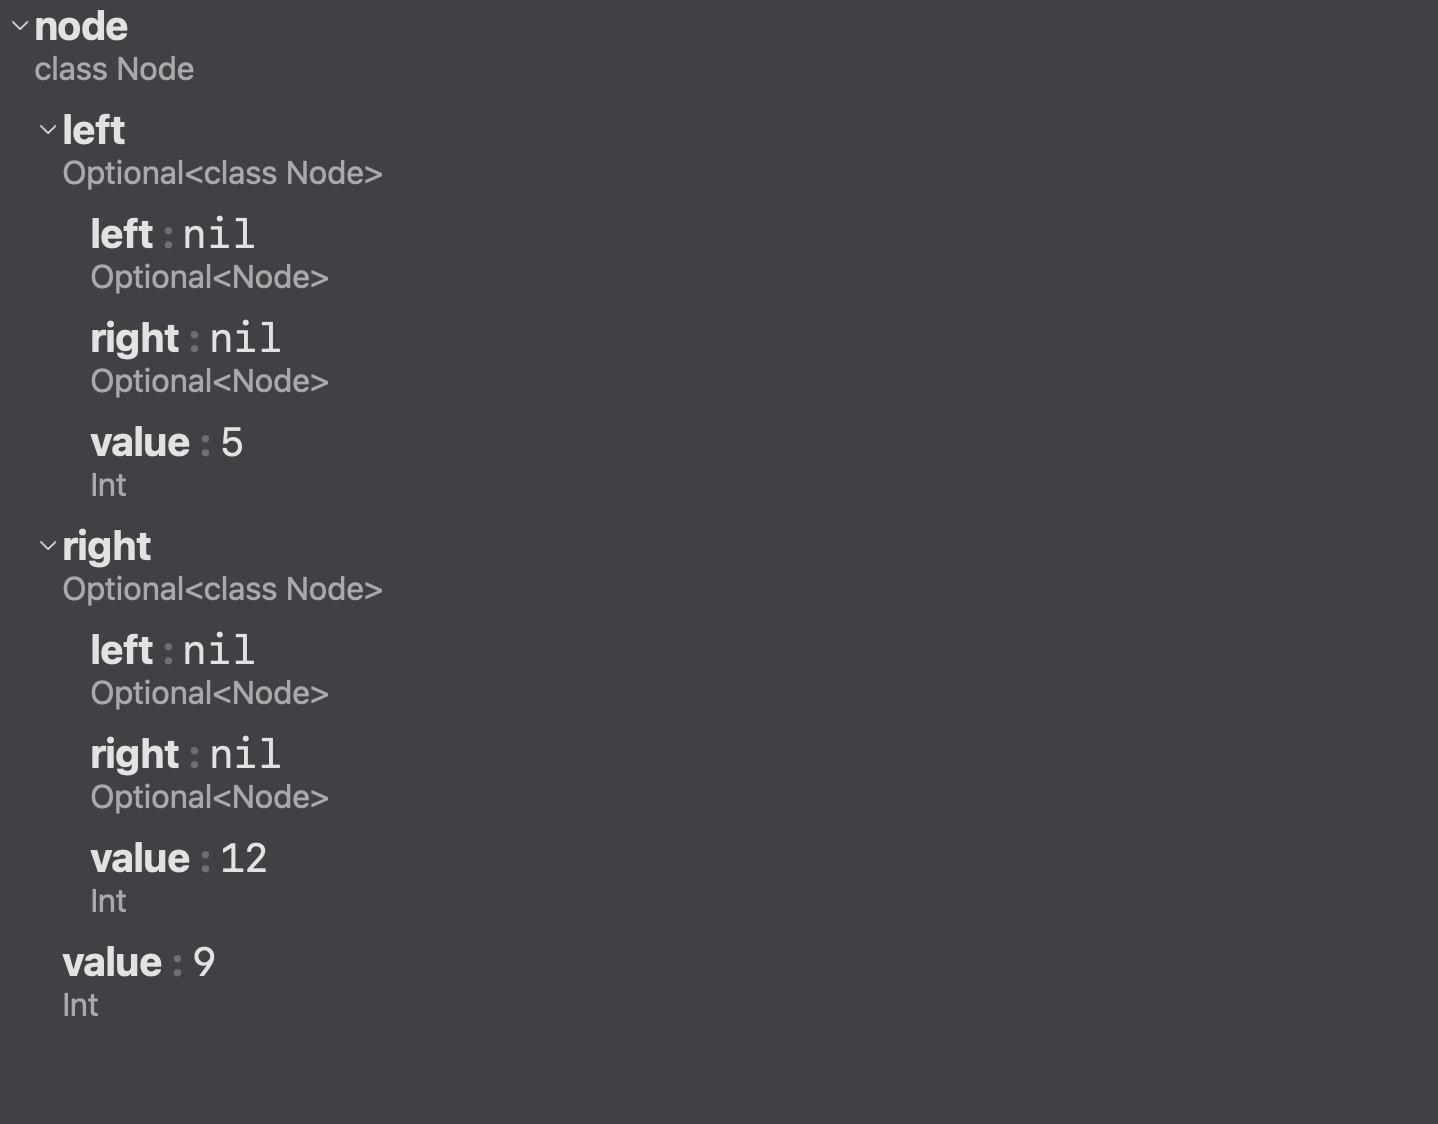 node
class Node
left
Optional<class Node>
left : nil
Optional<Node>
right : nil
Optional<Node>
value : 5
Int
right
Optional<class Node>
left : nil
Optional<Node>
right : nil
Optional<Node>
value : 12
Int
value : 9
Int